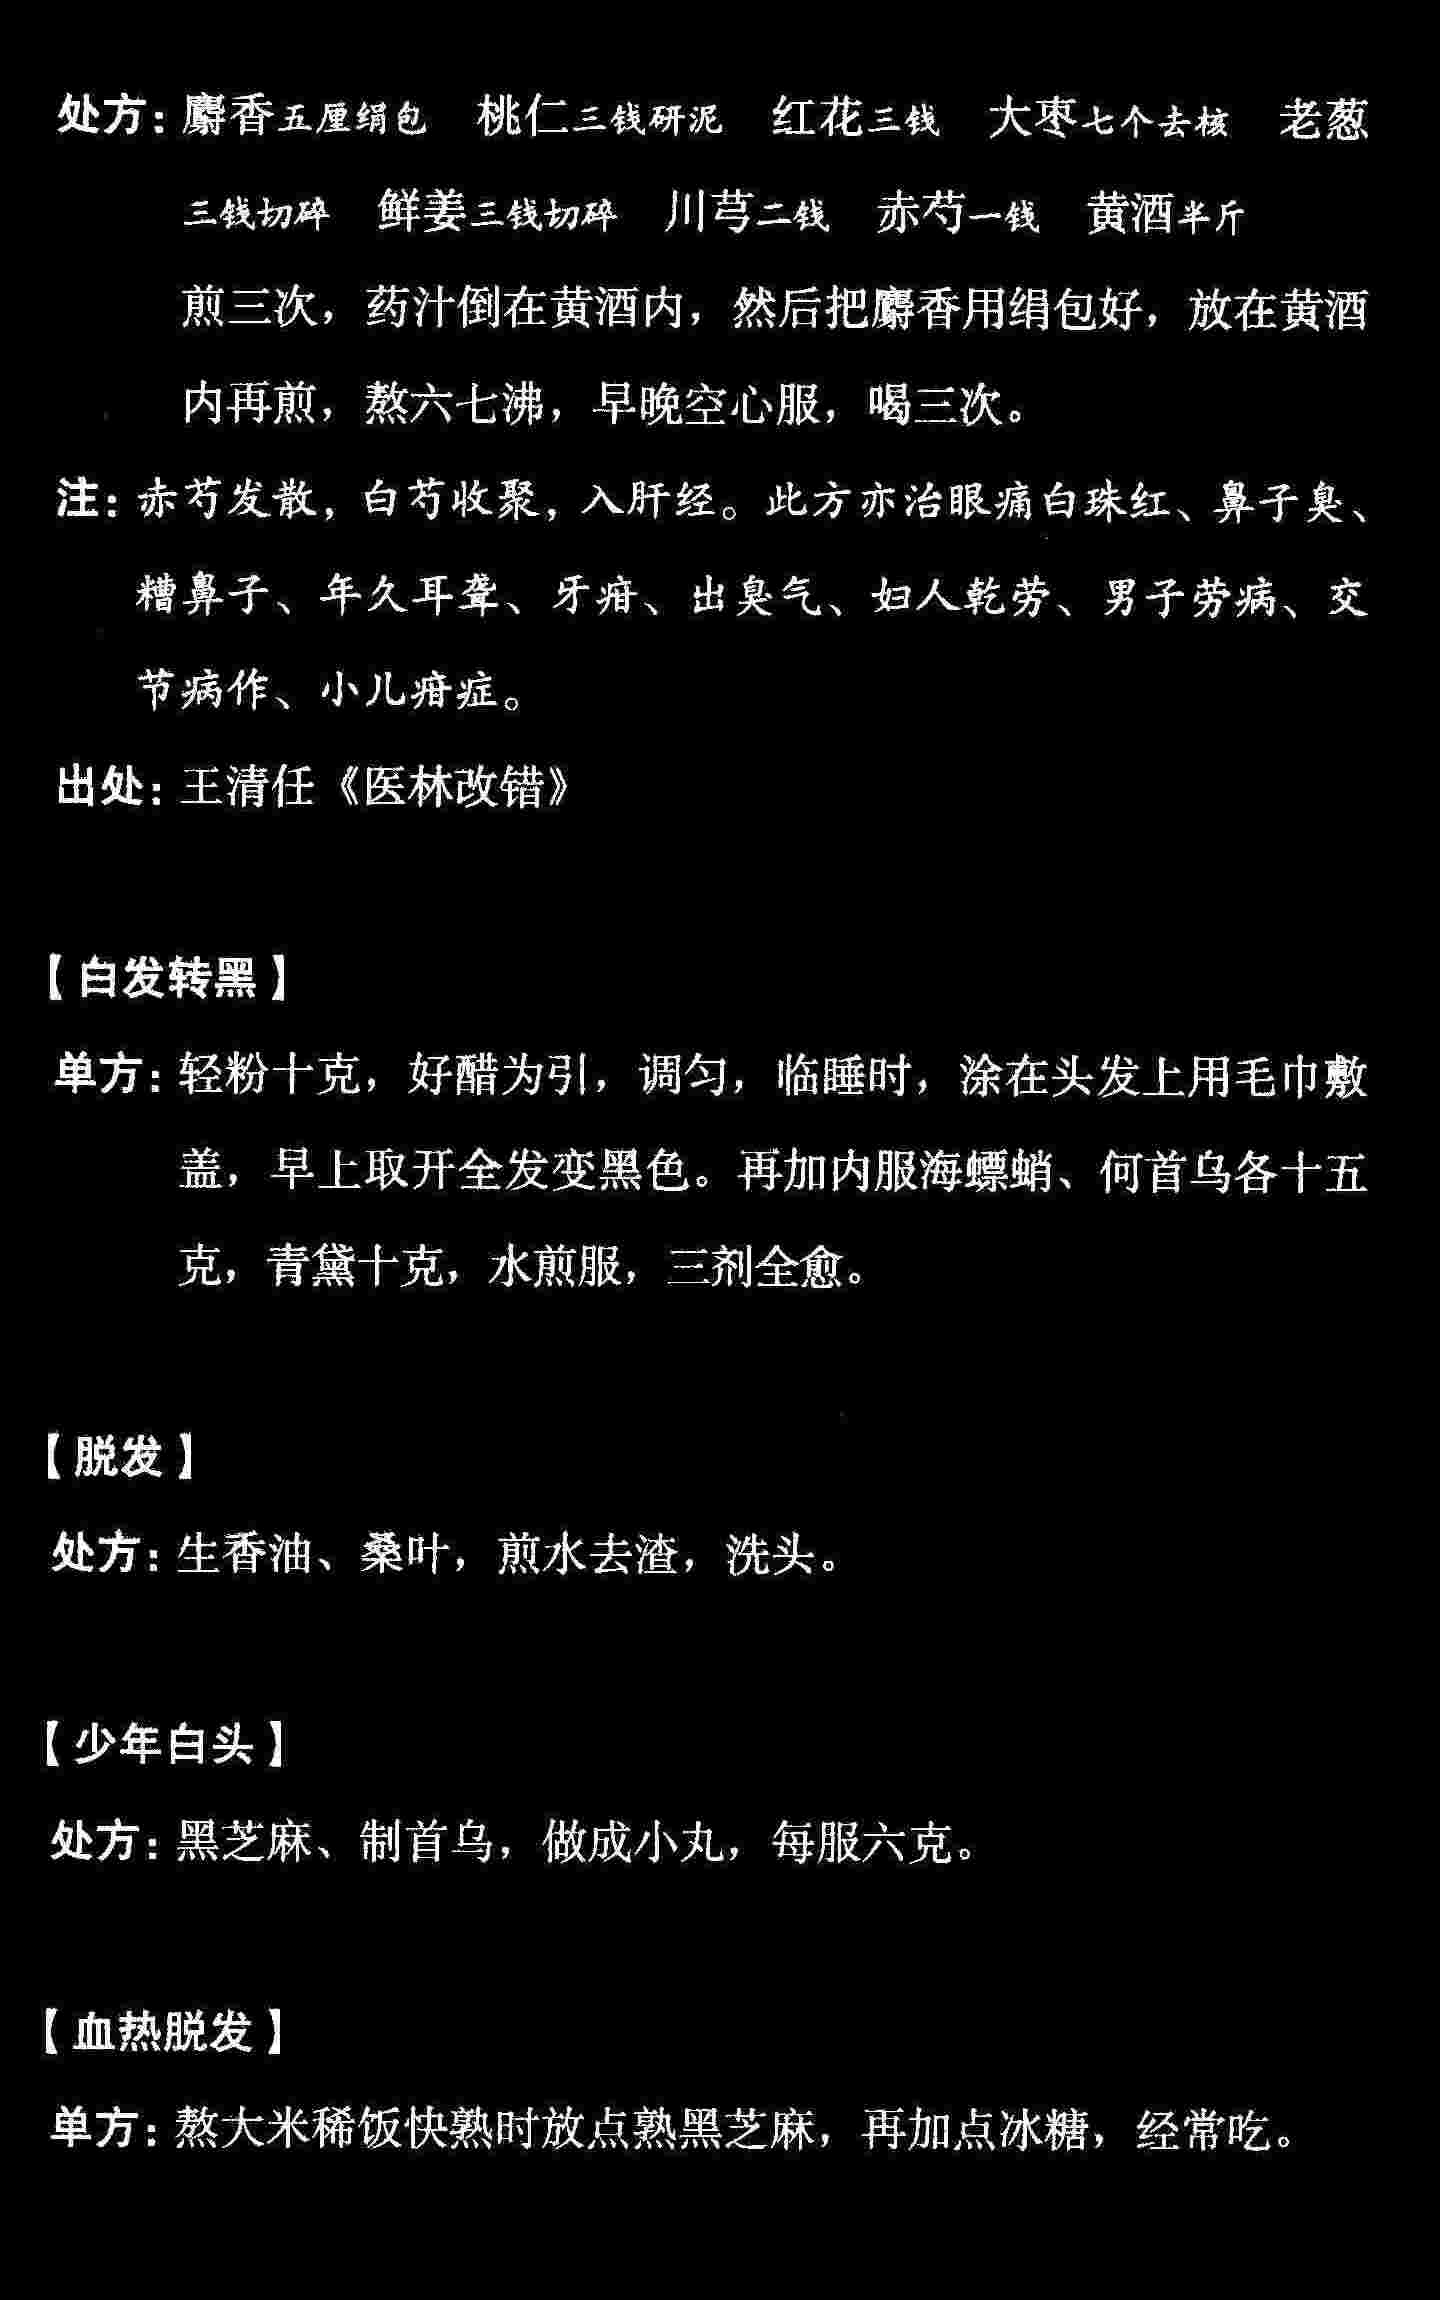 处方：麝香五厘绢包　桃仁三钱研泥　红花三钱　大枣七个去核　老葱
三钱切碎　鲜姜三钱切碎　川芎二钱　赤芍一钱　黄酒半斤
煎三次，药汁倒在黄酒内，然后把麝香用绢包好，放在黄酒
内再煎，熬六七沸，早晚空心服，喝三次。
注：赤芍发散，白芍收聚，入肝经。此方亦治眼痛白珠红、鼻子臭、
糟鼻子、年久耳聋、牙疳、出臭气、妇人乾劳、男子劳病、交
节病作、小儿疳症。
出处：王清任《医林改错》
【白发转黑】
单方：轻粉十克，好醋为引，调匀，临睡时，涂在头发上用毛巾敷
盖，早上取开全发变黑色。再加内服海螵蛸、何首乌各十五
克，青黛十克，水煎服，三剂全愈。
【脱发】
处方：生香油、桑叶，煎水去渣，洗头。
【少年白头】
处方：黑芝麻、制首乌，做成小丸，每服六克。
【血热脱发】
单方：熬大米稀饭快熟时放点熟黑芝麻，再加点冰糖，经常吃。